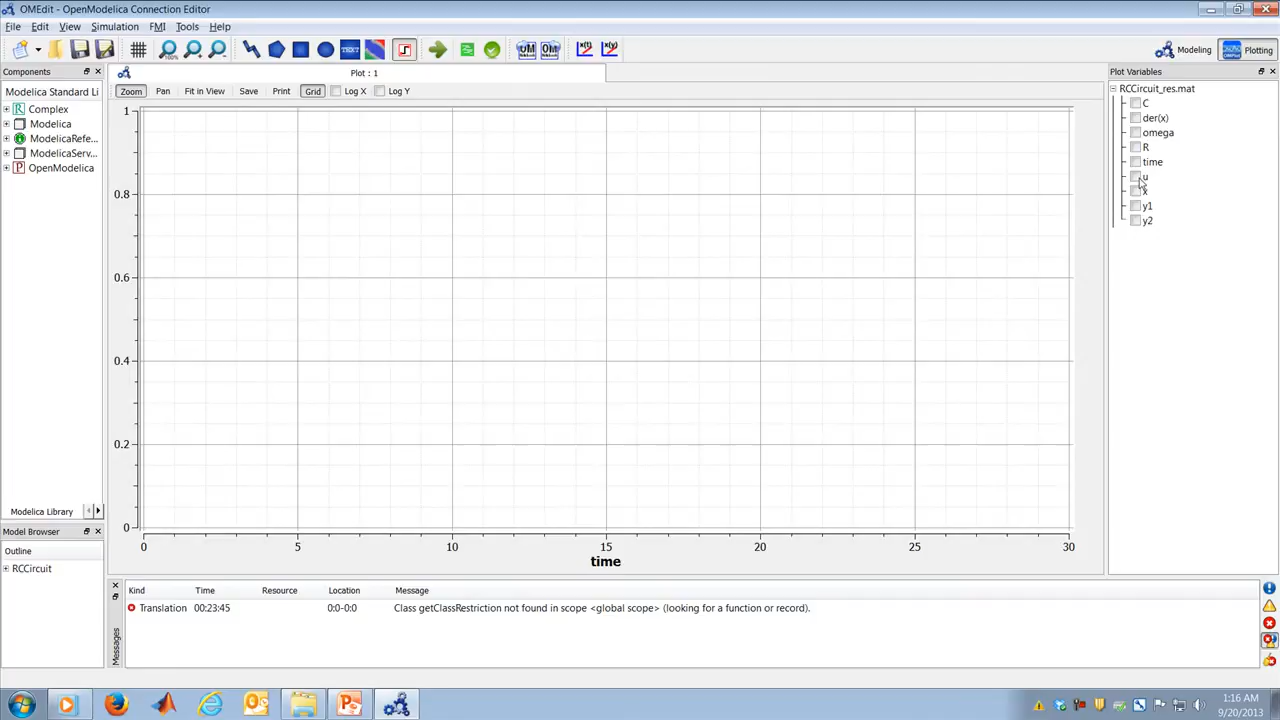 OMEdit - OpenModelica Connection Editor
File Edit View Simulation FMI Tools Help
100% TEXT OM OM x(t) x(y) Modeling Plotting
Components
Modelica Standard Li
Complex
Modelica
ModelicaRefe...
ModelicaServ...
OpenModelica
Modelica Library
Model Browser
Outline
RCCircuit
Plot : 1
Zoom Pan Fit in View Save Print Grid Log X Log Y
1
0.8
0.6
0.4
0.2
0
0 5 10 15 20 25 30
time
Plot Variables
RCCircuit_res.mat
C
der(x)
omega
R
time
u
x
y1
y2
Messages
Kind Time Resource Location Message
Translation 00:23:45 0:0-0:0 Class getClassRestriction not found in scope <global scope> (looking for a function or record).
1:16 AM
9/20/2013